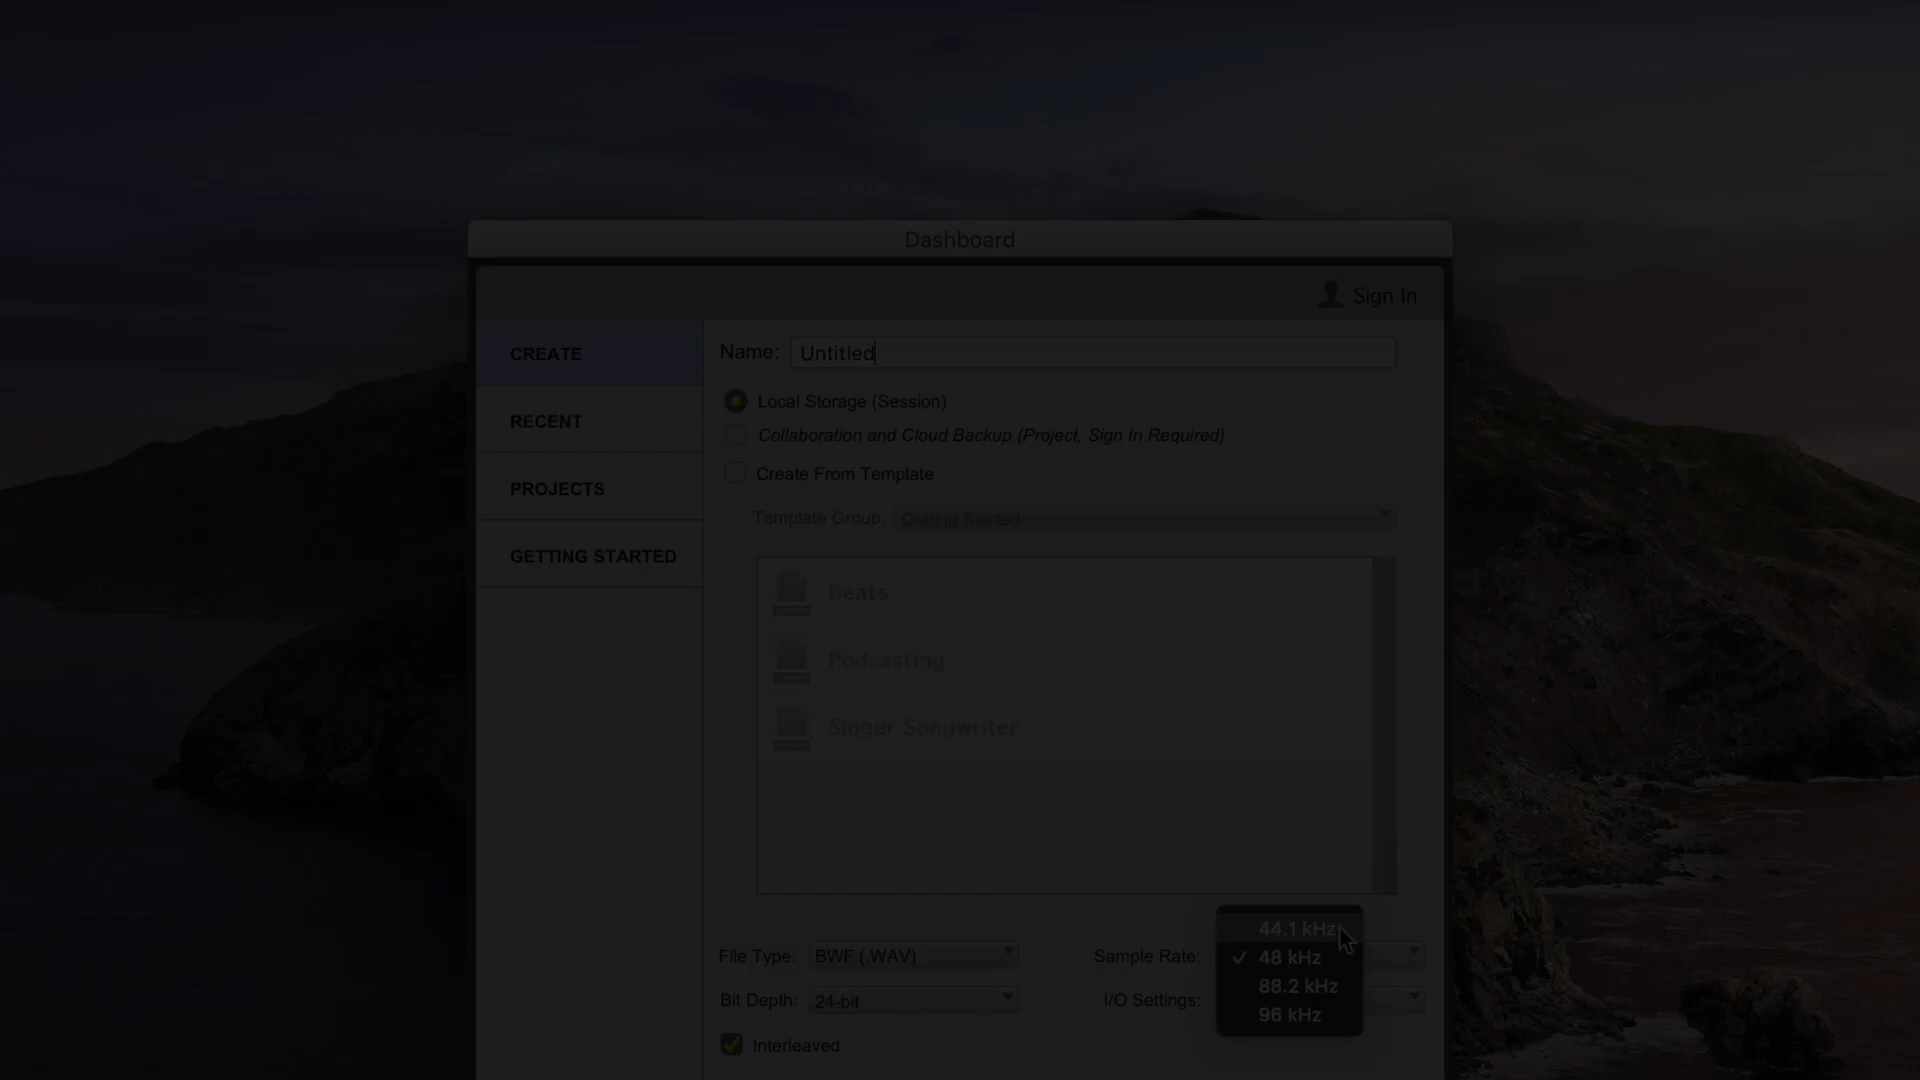 Dashboard
Sign In
CREATE
RECENT
PROJECTS
GETTING STARTED
Name: Untitled
Local Storage (Session)
Collaboration and Cloud Backup (Project, Sign In Required)
Create From Template
Template Group: Getting Started
Beats
Podcasting
Singer Songwriter
File Type: BWF (.WAV)
Sample Rate:
44.1 kHz
48 kHz
88.2 kHz
96 kHz
Bit Depth: 24-bit
I/O Settings:
Interleaved